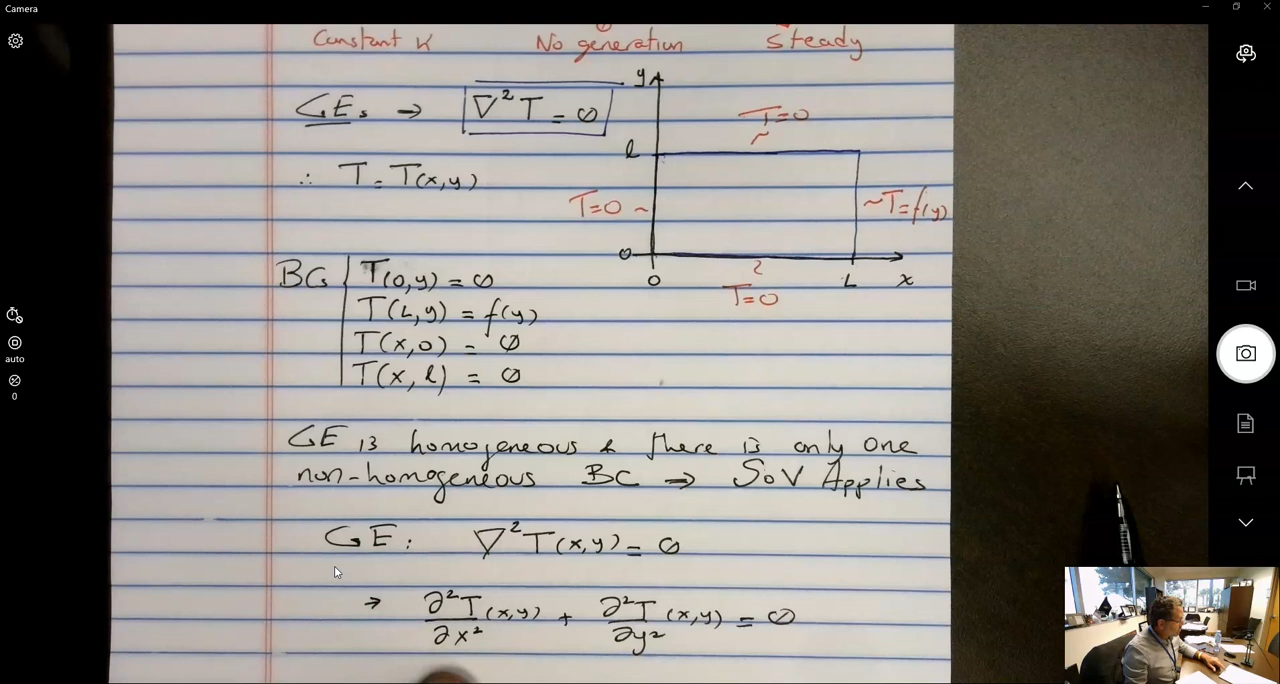 Camera
Constant K No generation Steady
GEs → ∇²T = 0
y
T=0
l
∴ T = T(x,y)
T=0 ~
~T=f(y)
0
0
L
x
T=0
BCs
T(0,y) = 0
T(L,y) = f(y)
T(x,0) = 0
T(x,l) = 0
auto
0
GE is homogeneous & there is only one
non-homogeneous BC → SoV Applies
GE: ∇²T(x,y) = 0
→ ∂²T/∂x² (x,y) + ∂²T/∂y² (x,y) = 0